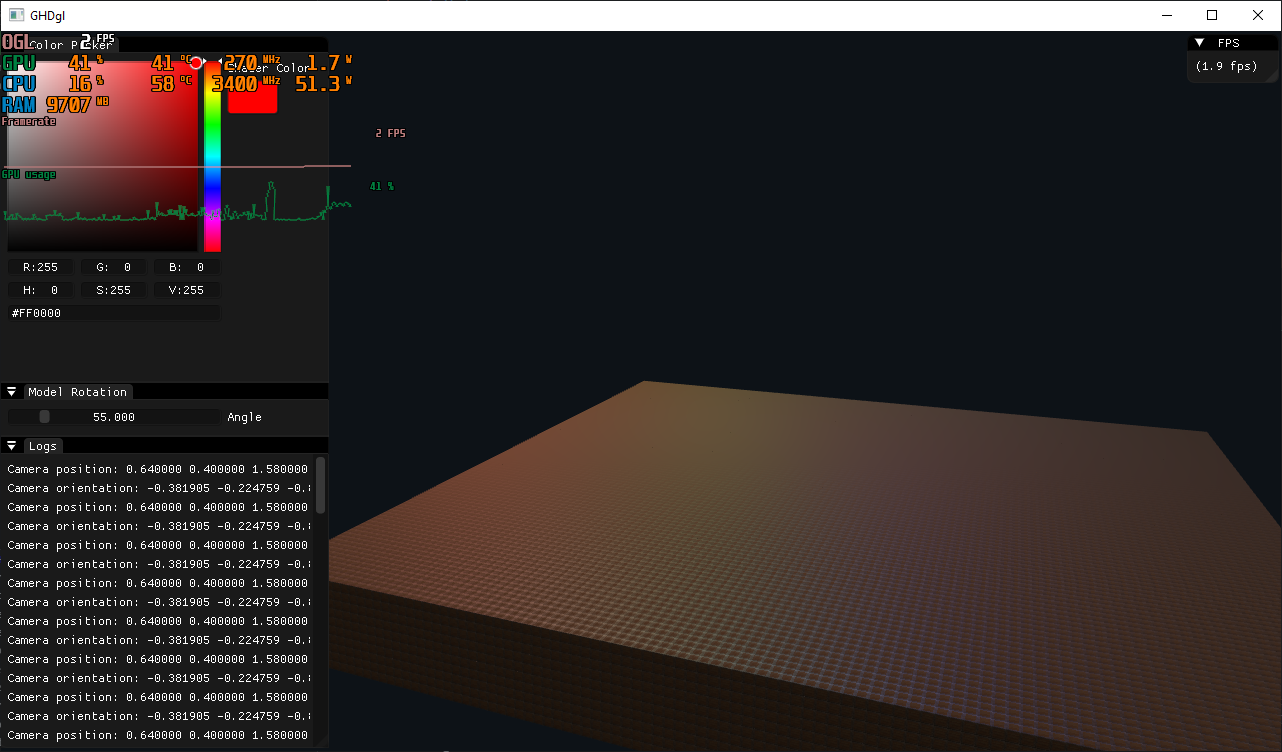 GHDgl
OGL 2 FPS
Color Picker
GPU 41 % 41 °C 270 MHz 1.7 W
Shader Color
CPU 16 % 58 °C 3400 MHz 51.3 W
RAM 9707 MB
Framerate
2 FPS
GPU usage
41 %
R:255 G: 0 B: 0
H: 0 S:255 V:255
#FF0000
Model Rotation
55.000 Angle
Logs
Camera position: 0.640000 0.400000 1.580000
Camera orientation: -0.381905 -0.224759 -0.
Camera position: 0.640000 0.400000 1.580000
Camera orientation: -0.381905 -0.224759 -0.
Camera position: 0.640000 0.400000 1.580000
Camera orientation: -0.381905 -0.224759 -0.
Camera position: 0.640000 0.400000 1.580000
Camera orientation: -0.381905 -0.224759 -0.
Camera position: 0.640000 0.400000 1.580000
Camera orientation: -0.381905 -0.224759 -0.
Camera position: 0.640000 0.400000 1.580000
Camera orientation: -0.381905 -0.224759 -0.
Camera position: 0.640000 0.400000 1.580000
Camera orientation: -0.381905 -0.224759 -0.
Camera position: 0.640000 0.400000 1.580000
FPS
(1.9 fps)